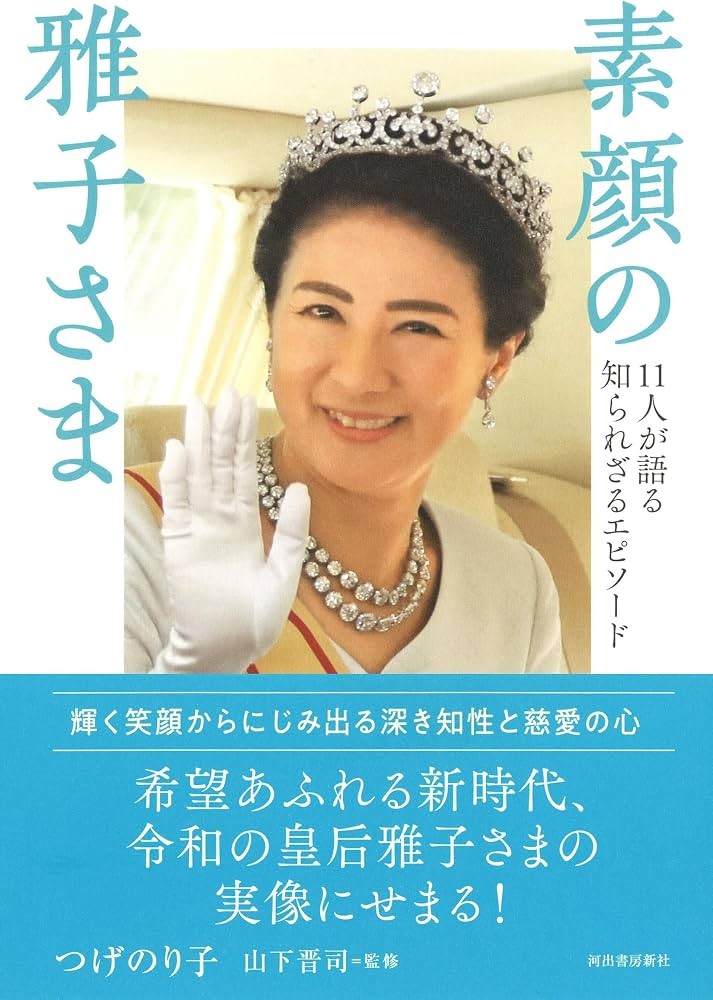 素顔の
雅子さま
11人が語る
知られざるエピソード
輝く笑顔からにじみ出る深き知性と慈愛の心
希望あふれる新時代、
令和の皇后雅子さまの
実像にせまる！
つげのり子 山下晋司=監修
河出書房新社